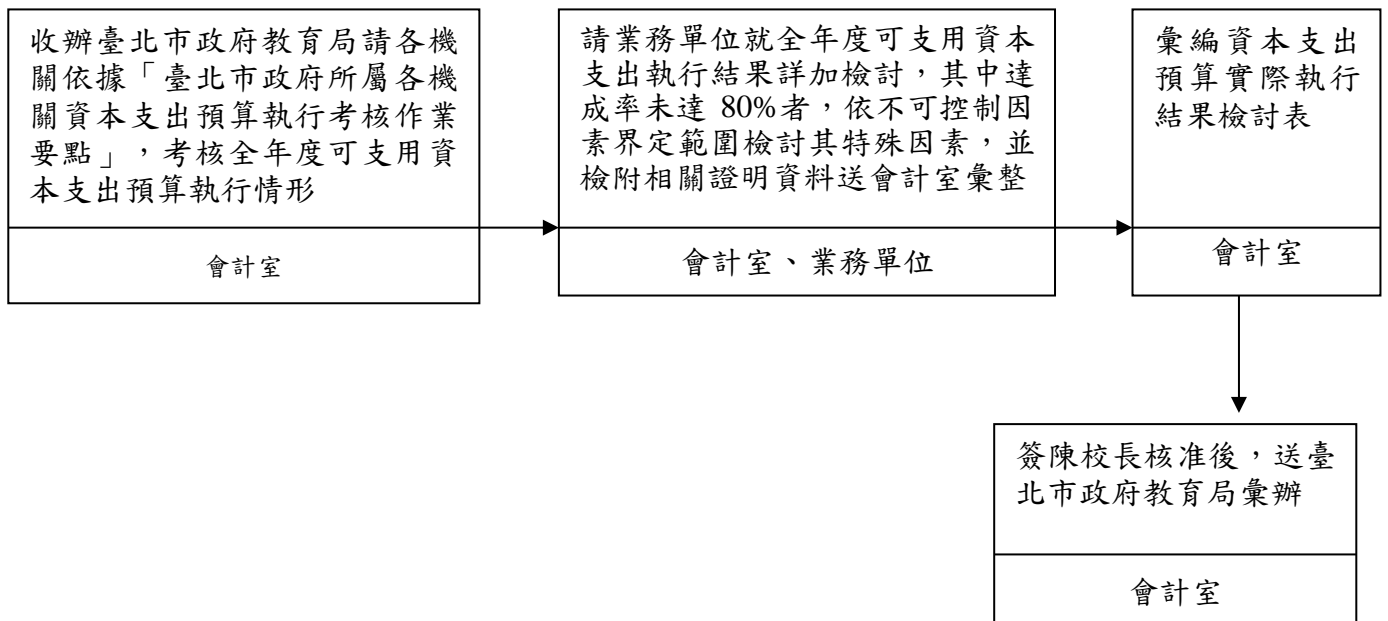 收辦臺北市政府教育局請各機
關依據「臺北市政府所屬各機
關資本支出預算執行考核作業
要點」，考核全年度可支用資
本支出預算執行情形
會計室
請業務單位就全年度可支用資本
支出執行結果詳加檢討，其中達
成率未達 80%者，依不可控制因
素界定範圍檢討其特殊因素，並
檢附相關證明資料送會計室彙整
會計室、業務單位
彙編資本支出
預算實際執行
結果檢討表
會計室
簽陳校長核准後，送臺
北市政府教育局彙辦
會計室